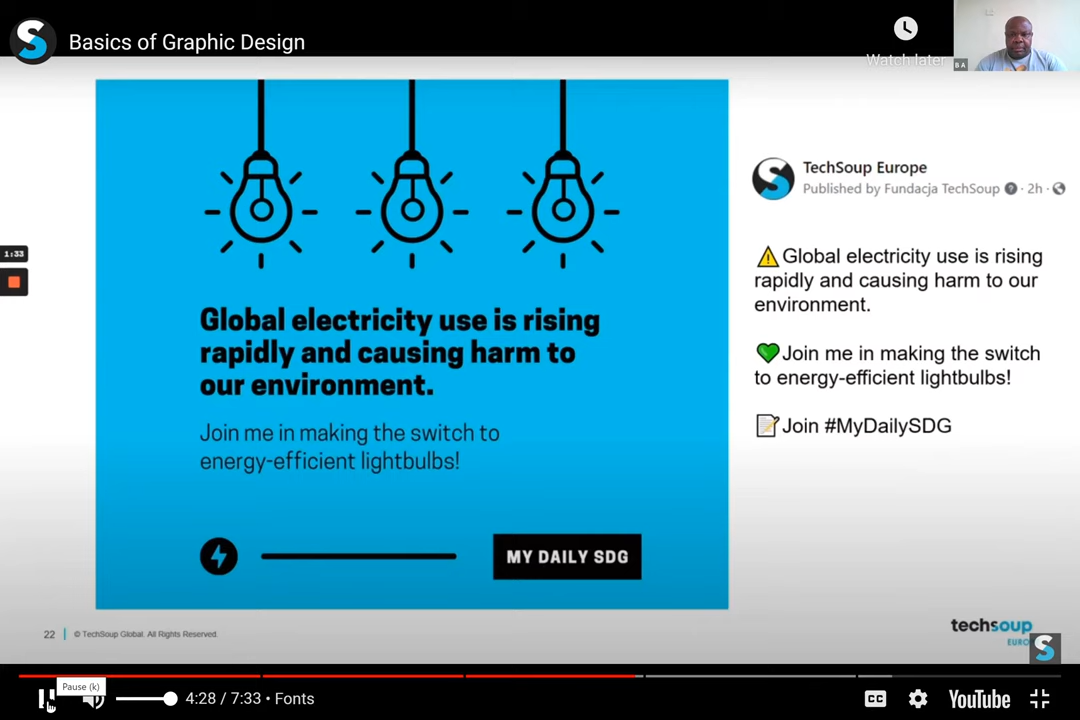 Basics of Graphic Design
Watch later
B A
TechSoup Europe
Published by Fundacja TechSoup · 2h ·
1:33
⚠️Global electricity use is rising
rapidly and causing harm to our
environment.
💚Join me in making the switch
to energy-efficient lightbulbs!
📝Join #MyDailySDG
Global electricity use is rising
rapidly and causing harm to
our environment.
Join me in making the switch to
energy-efficient lightbulbs!
MY DAILY SDG
22 | © TechSoup Global. All Rights Reserved.
techsoup
EURO
Pause (k)
4:28 / 7:33 • Fonts
CC
YouTube